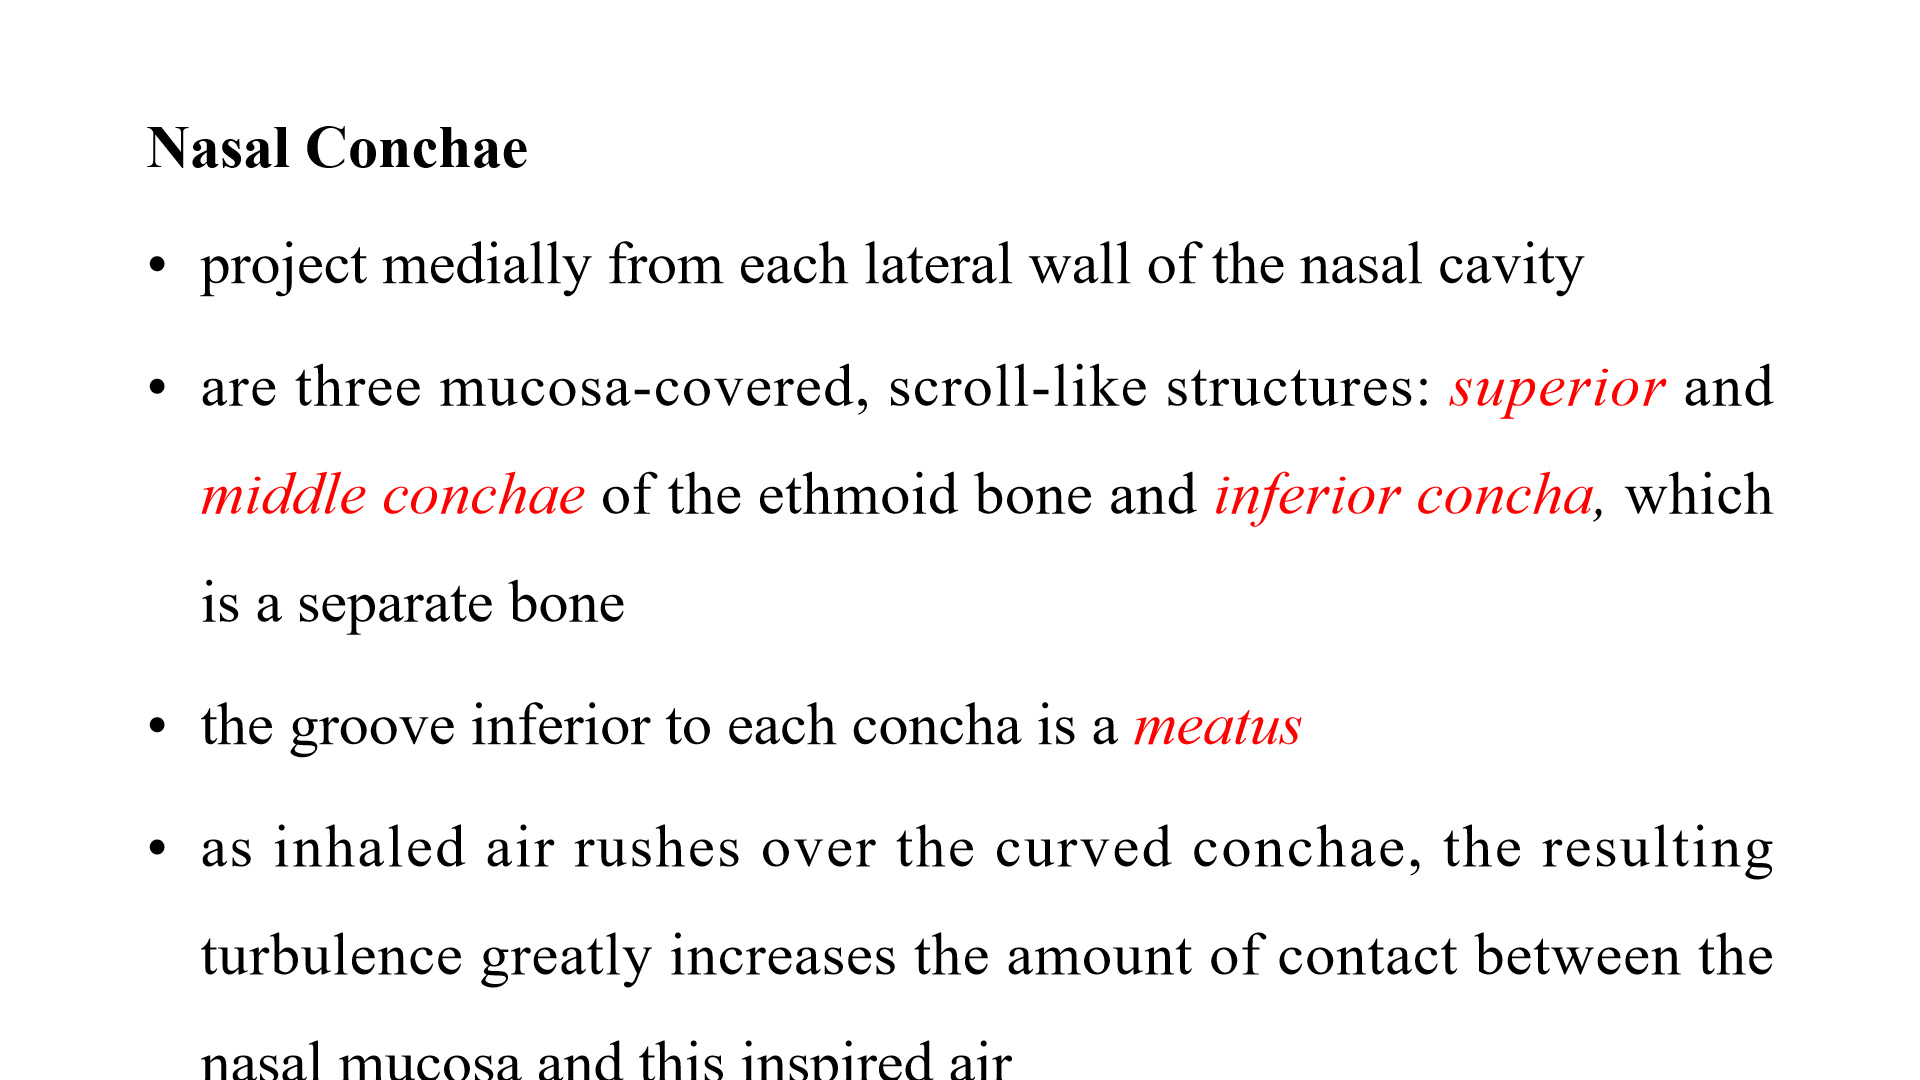 Nasal Conchae
• project medially from each lateral wall of the nasal cavity
• are three mucosa-covered, scroll-like structures: superior and
middle conchae of the ethmoid bone and inferior concha, which
is a separate bone
• the groove inferior to each concha is a meatus
• as inhaled air rushes over the curved conchae, the resulting
turbulence greatly increases the amount of contact between the
nasal mucosa and this inspired air